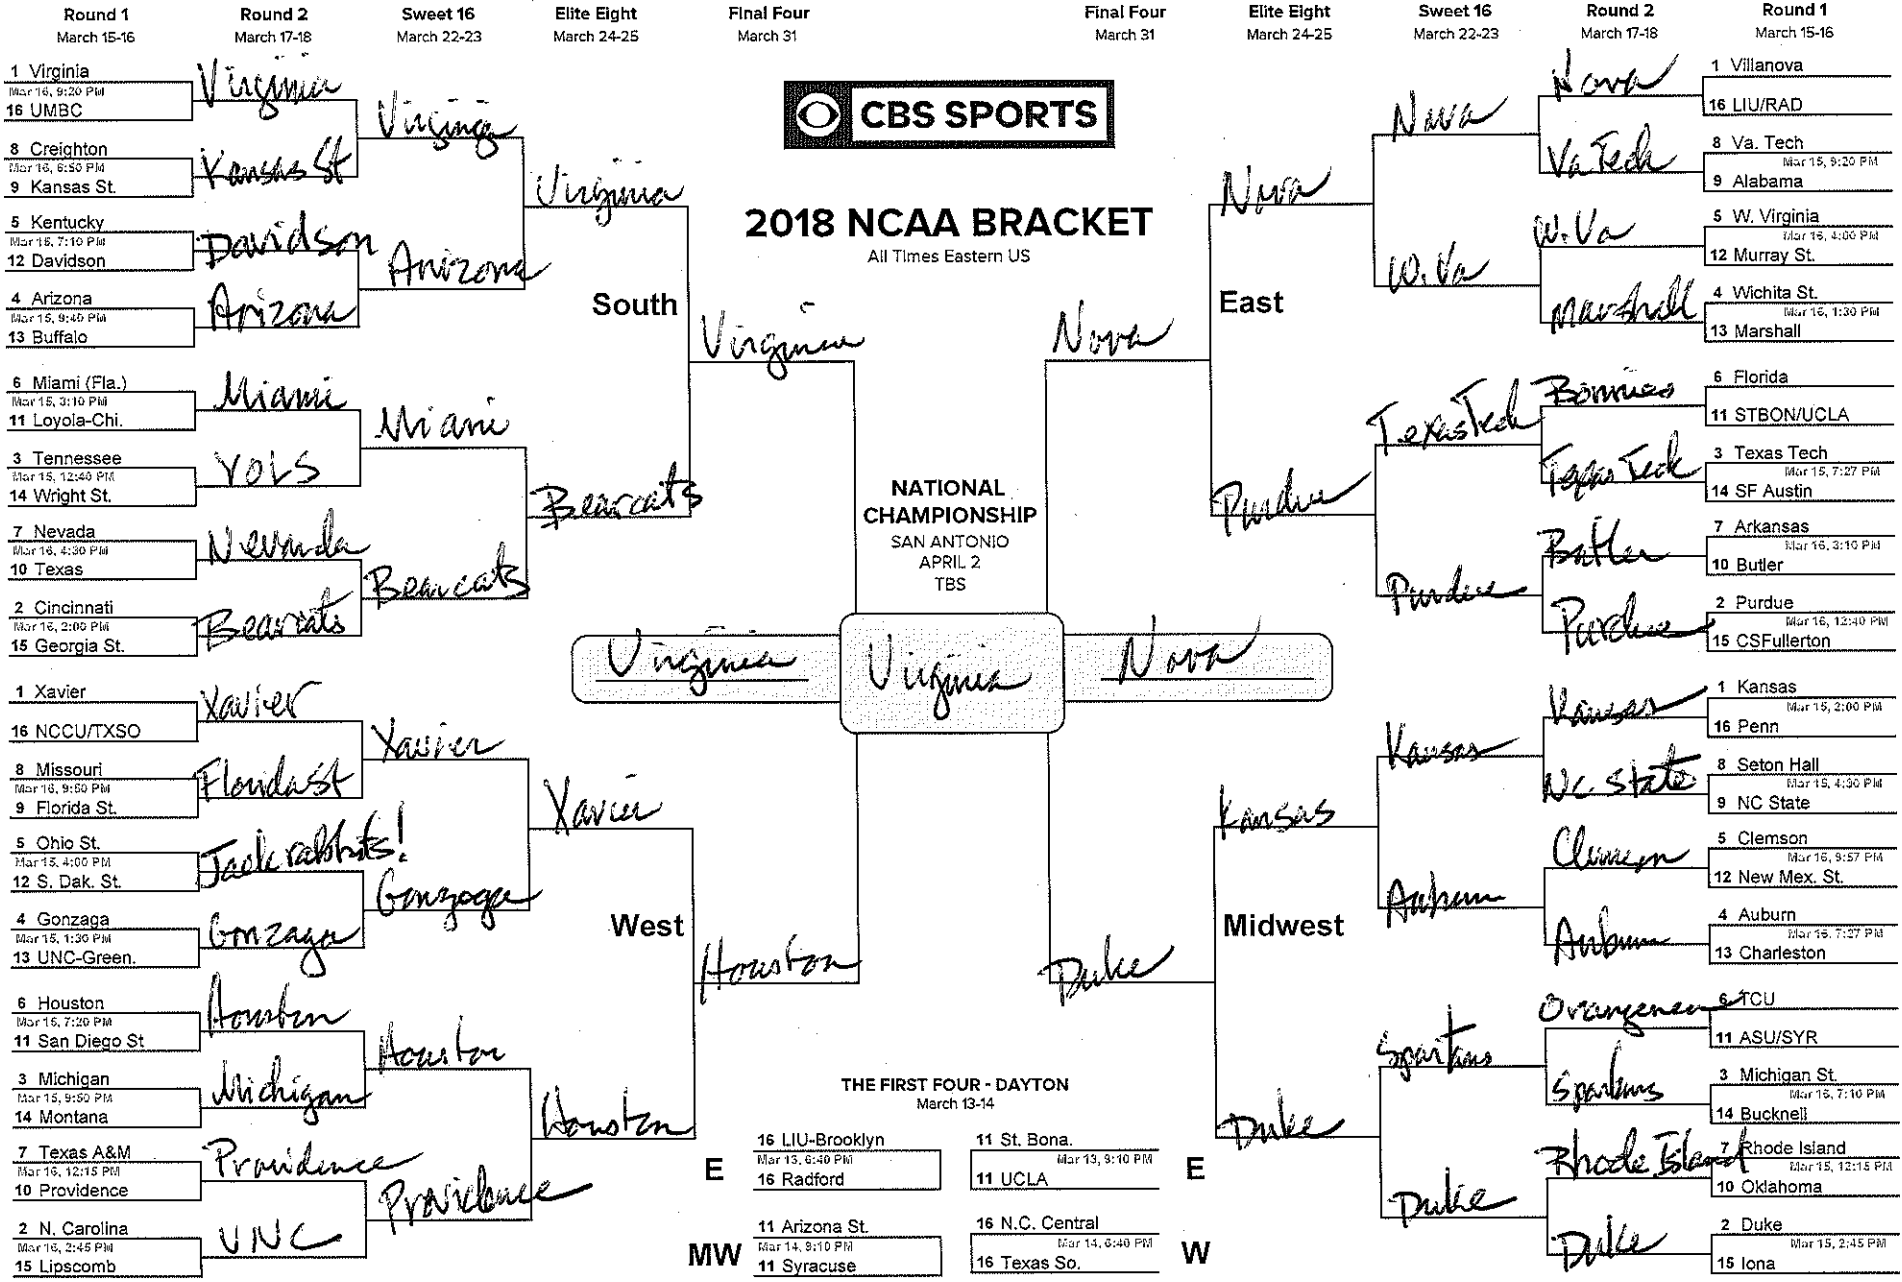 Round 1
March 15-16
Round 2
March 17-18
Sweet 16
March 22-23
Elite Eight
March 24-25
Final Four
March 31
Final Four
March 31
Elite Eight
March 24-25
Sweet 16
March 22-23
Round 2
March 17-18
Round 1
March 15-16
CBS SPORTS
2018 NCAA BRACKET
All Times Eastern US
1 Virginia
Mar 16, 9:20 PM
16 UMBC
8 Creighton
Mar 16, 6:50 PM
9 Kansas St.
5 Kentucky
Mar 15, 7:10 PM
12 Davidson
4 Arizona
Mar 15, 9:40 PM
13 Buffalo
6 Miami (Fla.)
Mar 15, 3:10 PM
11 Loyola-Chi.
3 Tennessee
Mar 15, 12:40 PM
14 Wright St.
7 Nevada
Mar 16, 4:30 PM
10 Texas
2 Cincinnati
Mar 16, 2:00 PM
15 Georgia St.
Virginia
Kansas St
Davidson
Arizona
Miami
VOLS
Nevada
Bearcats
Virginia
Arizona
Miami
Bearcats
Virginia
Bearcats
South
Virginia
1 Xavier
16 NCCU/TXSO
8 Missouri
Mar 16, 9:50 PM
9 Florida St.
5 Ohio St.
Mar 15, 4:00 PM
12 S. Dak. St.
4 Gonzaga
Mar 15, 1:30 PM
13 UNC-Green.
6 Houston
Mar 15, 7:20 PM
11 San Diego St
3 Michigan
Mar 15, 9:50 PM
14 Montana
7 Texas A&M
Mar 16, 12:15 PM
10 Providence
2 N. Carolina
Mar 16, 2:45 PM
15 Lipscomb
Xavier
Florida St
Jackrabbits!
Gonzaga
Houston
Michigan
Providence
UNC
Xavier
Gonzaga
Houston
Providence
Xavier
Houston
West
Houston
NATIONAL
CHAMPIONSHIP
SAN ANTONIO
APRIL 2
TBS
Virginia
Virginia
Nova
Nova
East
Nova
Purdue
Nova
W. Va
Texas Tech
Purdue
Nova
Va Tech
W. Va
Marshall
Bonnies
Texas Tech
Butler
Purdue
1 Villanova
16 LIU/RAD
8 Va. Tech
Mar 15, 9:20 PM
9 Alabama
5 W. Virginia
Mar 16, 4:00 PM
12 Murray St.
4 Wichita St.
Mar 16, 1:30 PM
13 Marshall
6 Florida
11 STBON/UCLA
3 Texas Tech
Mar 15, 7:27 PM
14 SF Austin
7 Arkansas
Mar 16, 3:10 PM
10 Butler
2 Purdue
Mar 16, 12:40 PM
15 CSFullerton
Duke
Midwest
Kansas
Duke
Kansas
Auburn
Spartans
Duke
Kansas
NC State
Clemson
Auburn
Orangemen
Spartans
Rhode Island
Duke
1 Kansas
Mar 15, 2:00 PM
16 Penn
8 Seton Hall
Mar 15, 4:30 PM
9 NC State
5 Clemson
Mar 16, 9:57 PM
12 New Mex. St.
4 Auburn
Mar 16, 7:27 PM
13 Charleston
6 TCU
11 ASU/SYR
3 Michigan St.
Mar 16, 7:10 PM
14 Bucknell
7 Rhode Island
Mar 15, 12:15 PM
10 Oklahoma
2 Duke
Mar 15, 2:45 PM
15 Iona
THE FIRST FOUR - DAYTON
March 13-14
E
16 LIU-Brooklyn
Mar 13, 6:40 PM
16 Radford
11 St. Bona.
Mar 13, 9:10 PM
11 UCLA
E
MW
11 Arizona St.
Mar 14, 9:10 PM
11 Syracuse
16 N.C. Central
Mar 14, 6:40 PM
16 Texas So.
W